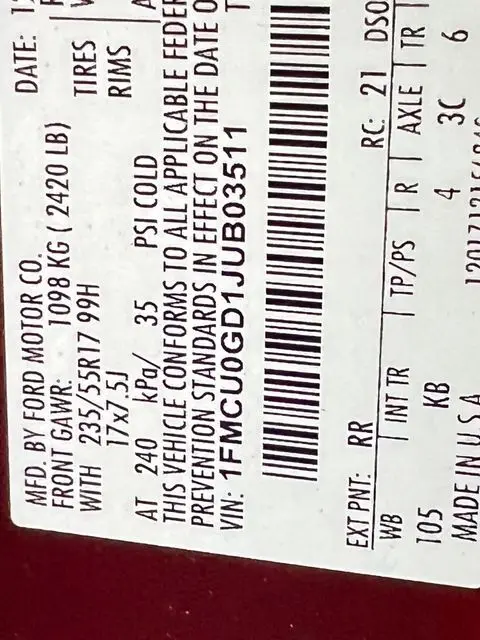 MFD. BY FORD MOTOR CO.
DATE: 1
FRONT GAWR: 1098 KG ( 2420 LB)
WITH 235/55R17 99H TIRES
17x7.5J RIMS
AT 240 kPa/ 35 PSI COLD
THIS VEHICLE CONFORMS TO ALL APPLICABLE FEDER
PREVENTION STANDARDS IN EFFECT ON THE DATE O
VIN: 1FMCU0GD1JUB03511
EXT PNT: RR RC: 21 DSO
WB INT TR TP/PS R AXLE TR
105 KB 4 3C 6
MADE IN U S A